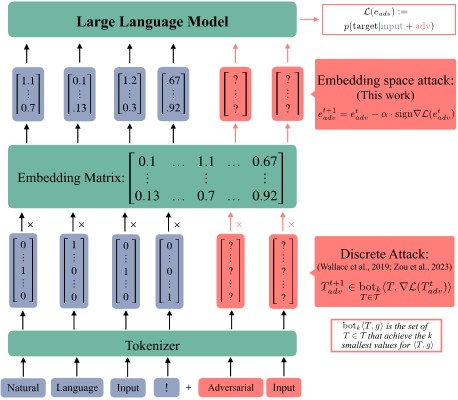 Large Language Model
ℒ(e_adv) :=
p(target|input + adv)
[1.1 ⋮ 0.7] [0.1 ⋮ .13] [1.2 ⋮ 0.3] [.67 ⋮ .92] [? ⋮ ?] [? ⋮ ?]
Embedding space attack:
(This work)
e_adv^{t+1} = e_adv^t − α · sign∇ℒ(e_adv^t)
0.1 … 1.1 … 0.67
Embedding Matrix: ⋮ ⋮ ⋮
0.13 … 0.7 … 0.92
× × × × × ×
[0 ⋮ 1 ⋮ 0] [1 ⋮ 0 ⋮ 0] [0 ⋮ 1 ⋮ 0] [0 ⋮ 0 ⋮ 1] [? ⋮ ? ⋮ ?] [? ⋮ ? ⋮ ?]
Discrete Attack:
(Wallace et al., 2019; Zou et al., 2023)
T_adv^{t+1} ∈ bot_k⟨T, ∇ℒ(T_adv^t)⟩
T∈𝒯
bot_k⟨T, g⟩ is the set of
T ∈ 𝒯 that achieve the k
smallest values for ⟨T, g⟩
Tokenizer
Natural Language Input ! + Adversarial Input